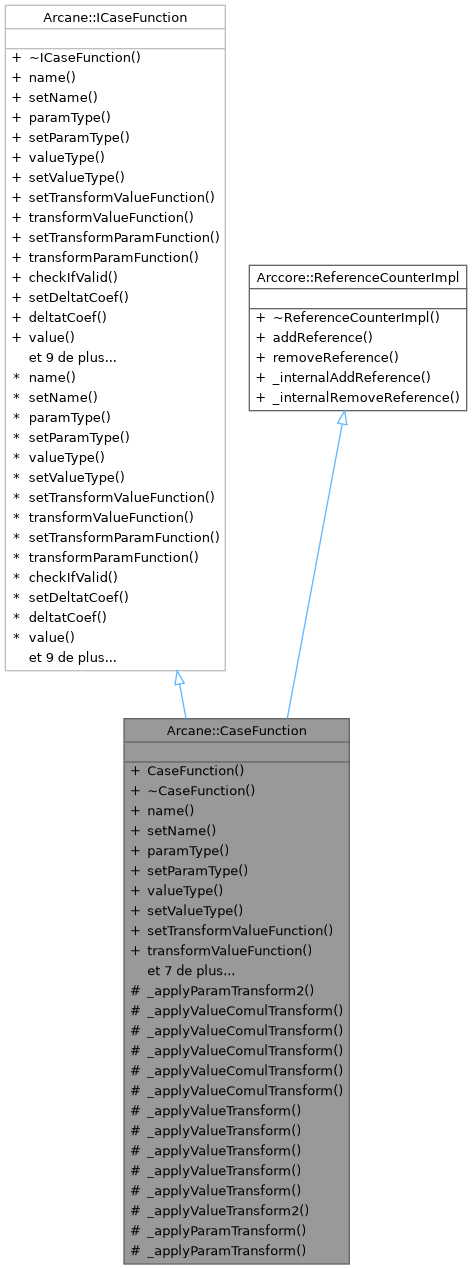 Arcane::ICaseFunction
+ ~ICaseFunction()
+ name()
+ setName()
+ paramType()
+ setParamType()
+ valueType()
+ setValueType()
+ setTransformValueFunction()
+ transformValueFunction()
+ setTransformParamFunction()
+ transformParamFunction()
+ checkIfValid()
+ setDeltatCoef()
+ deltatCoef()
+ value()
et 9 de plus...
* name()
* setName()
* paramType()
* setParamType()
* valueType()
* setValueType()
* setTransformValueFunction()
* transformValueFunction()
* setTransformParamFunction()
* transformParamFunction()
* checkIfValid()
* setDeltatCoef()
* deltatCoef()
* value()
et 9 de plus...
Arccore::ReferenceCounterImpl
+ ~ReferenceCounterImpl()
+ addReference()
+ removeReference()
+ _internalAddReference()
+ _internalRemoveReference()
Arcane::CaseFunction
+ CaseFunction()
+ ~CaseFunction()
+ name()
+ setName()
+ paramType()
+ setParamType()
+ valueType()
+ setValueType()
+ setTransformValueFunction()
+ transformValueFunction()
et 7 de plus...
# _applyParamTransform2()
# _applyValueComulTransform()
# _applyValueComulTransform()
# _applyValueComulTransform()
# _applyValueComulTransform()
# _applyValueComulTransform()
# _applyValueTransform()
# _applyValueTransform()
# _applyValueTransform()
# _applyValueTransform()
# _applyValueTransform()
# _applyValueTransform2()
# _applyParamTransform()
# _applyParamTransform()